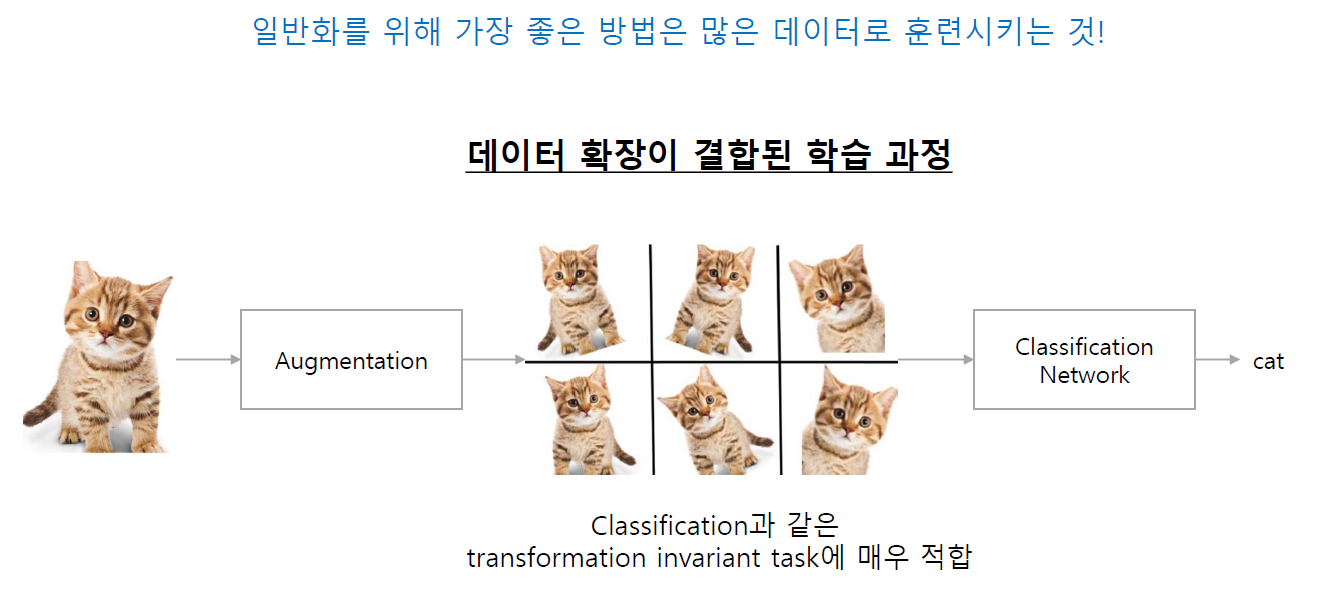 일반화를 위해 가장 좋은 방법은 많은 데이터로 훈련시키는 것!
데이터 확장이 결합된 학습 과정
Augmentation
Classification
Network
cat
Classification과 같은
transformation invariant task에 매우 적합